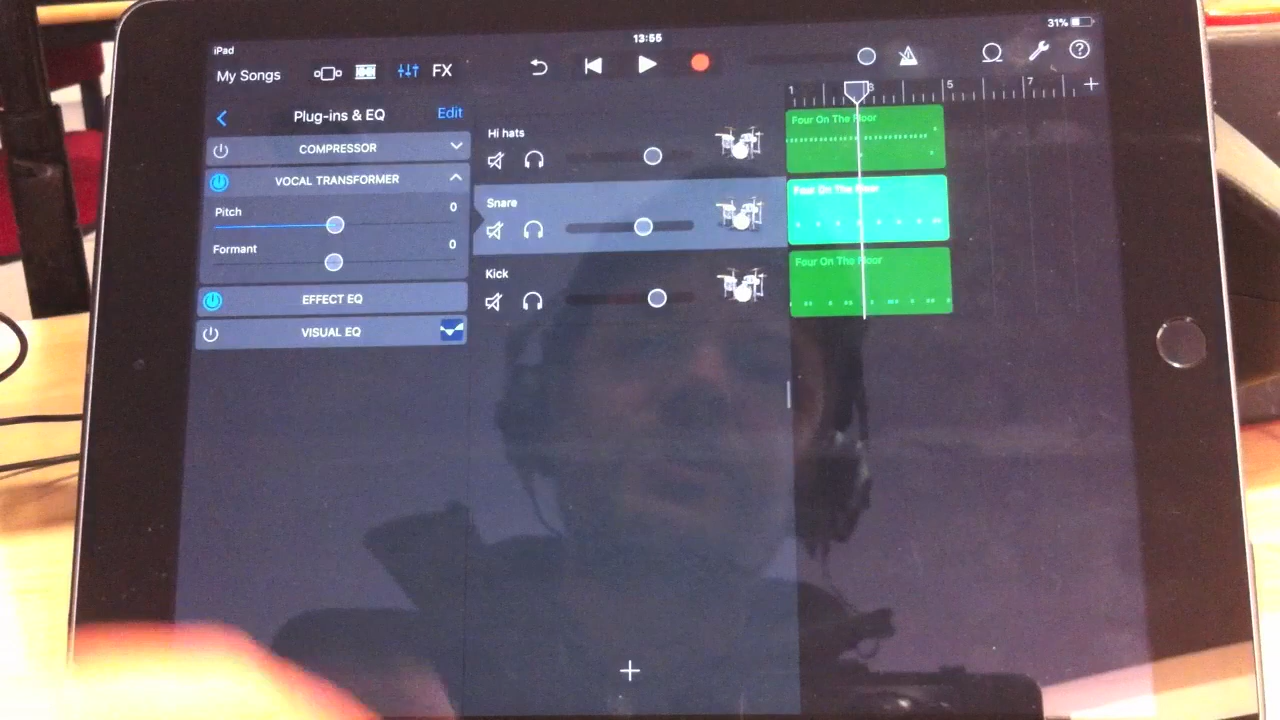 iPad
13:55
31%
My Songs
FX
1
3
5
7
Plug-ins & EQ
Edit
COMPRESSOR
VOCAL TRANSFORMER
Pitch
0
Formant
0
EFFECT EQ
VISUAL EQ
Hi hats
Snare
Kick
Four On The Floor
Four On The Floor
Four On The Floor